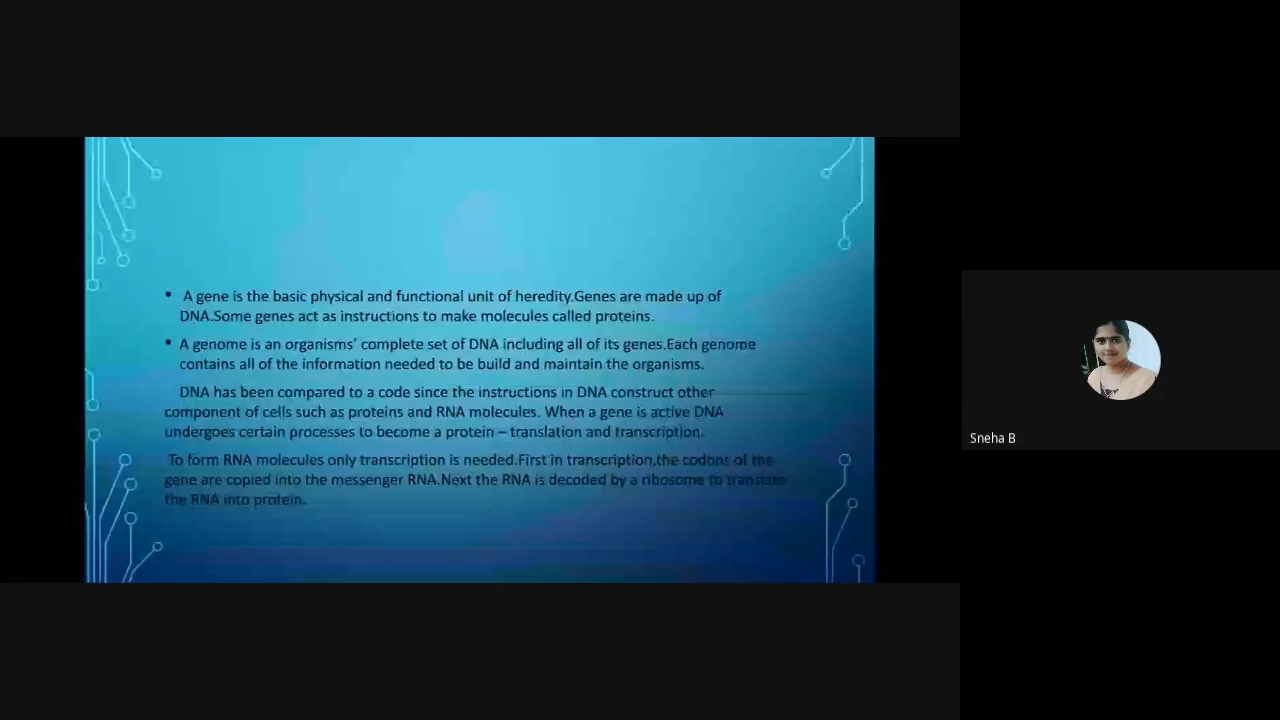 • A gene is the basic physical and functional unit of heredity.Genes are made up of
DNA.Some genes act as instructions to make molecules called proteins.
• A genome is an organisms’ complete set of DNA including all of its genes.Each genome
contains all of the information needed to be build and maintain the organisms.
DNA has been compared to a code since the instructions in DNA construct other
component of cells such as proteins and RNA molecules. When a gene is active DNA
undergoes certain processes to become a protein – translation and transcription.
To form RNA molecules only transcription is needed.First in transcription,the codons of the
gene are copied into the messenger RNA.Next the RNA is decoded by a ribosome to translate
the RNA into protein.
Sneha B